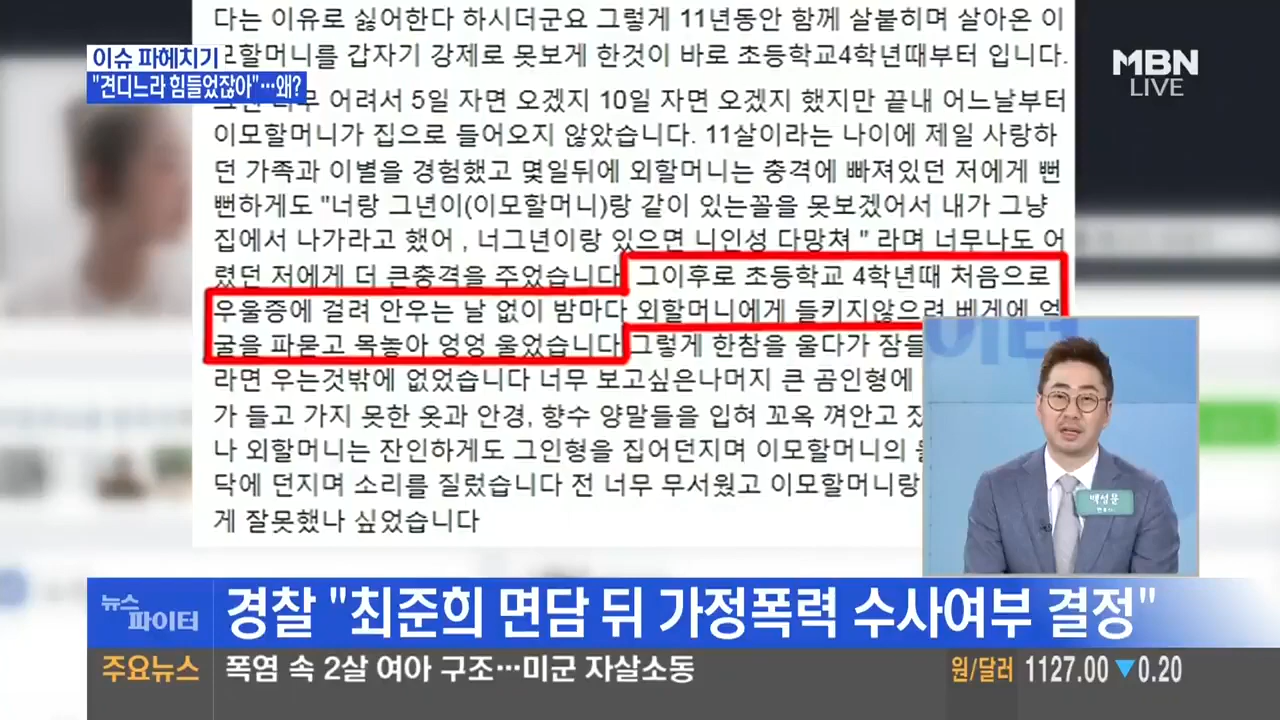 다는 이유로 싫어한다 하시더군요 그렇게 11년동안 함께 살붙히며 살아온 이
모할머니를 갑자기 강제로 못보게 한것이 바로 초등학교4학년때부터 입니다.
이슈 파헤치기
"견디느라 힘들었잖아"…왜?
MBN
LIVE
어려서 5일 자면 오겠지 10일 자면 오겠지 했지만 끝내 어느날부터
이모할머니가 집으로 들어오지 않았습니다. 11살이라는 나이에 제일 사랑하
던 가족과 이별을 경험했고 몇일뒤에 외할머니는 충격에 빠져있던 저에게 뻔
뻔하게도 "너랑 그년이(이모할머니)랑 같이 있는꼴을 못보겠어서 내가 그냥
집에서 나가라고 했어 , 너그년이랑 있으면 니인성 다망쳐 " 라며 너무나도 어
렸던 저에게 더 큰충격을 주었습니다 그이후로 초등학교 4학년때 처음으로
우울증에 걸려 안우는 날 없이 밤마다 외할머니에게 들키지않으려 베게에 얼
굴을 파묻고 목놓아 엉엉 울었습니다 그렇게 한참을 울다가 잠들
라면 우는것밖에 없었습니다 너무 보고싶은나머지 큰 곰인형에
가 들고 가지 못한 옷과 안경, 향수 양말들을 입혀 꼬옥 껴안고
나 외할머니는 잔인하게도 그인형을 집어던지며 이모할머니의
닥에 던지며 소리를 질렀습니다 전 너무 무서웠고 이모할머니랑
게 잘못했나 싶었습니다
백성문
변호사
뉴스
파이터
경찰 "최준희 면담 뒤 가정폭력 수사여부 결정"
주요뉴스 폭염 속 2살 여아 구조…미군 자살소동 원/달러 1127.00 ▼0.20